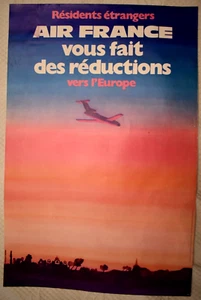 Résidents étrangers
AIR FRANCE
vous fait
des réductions
vers l'Europe